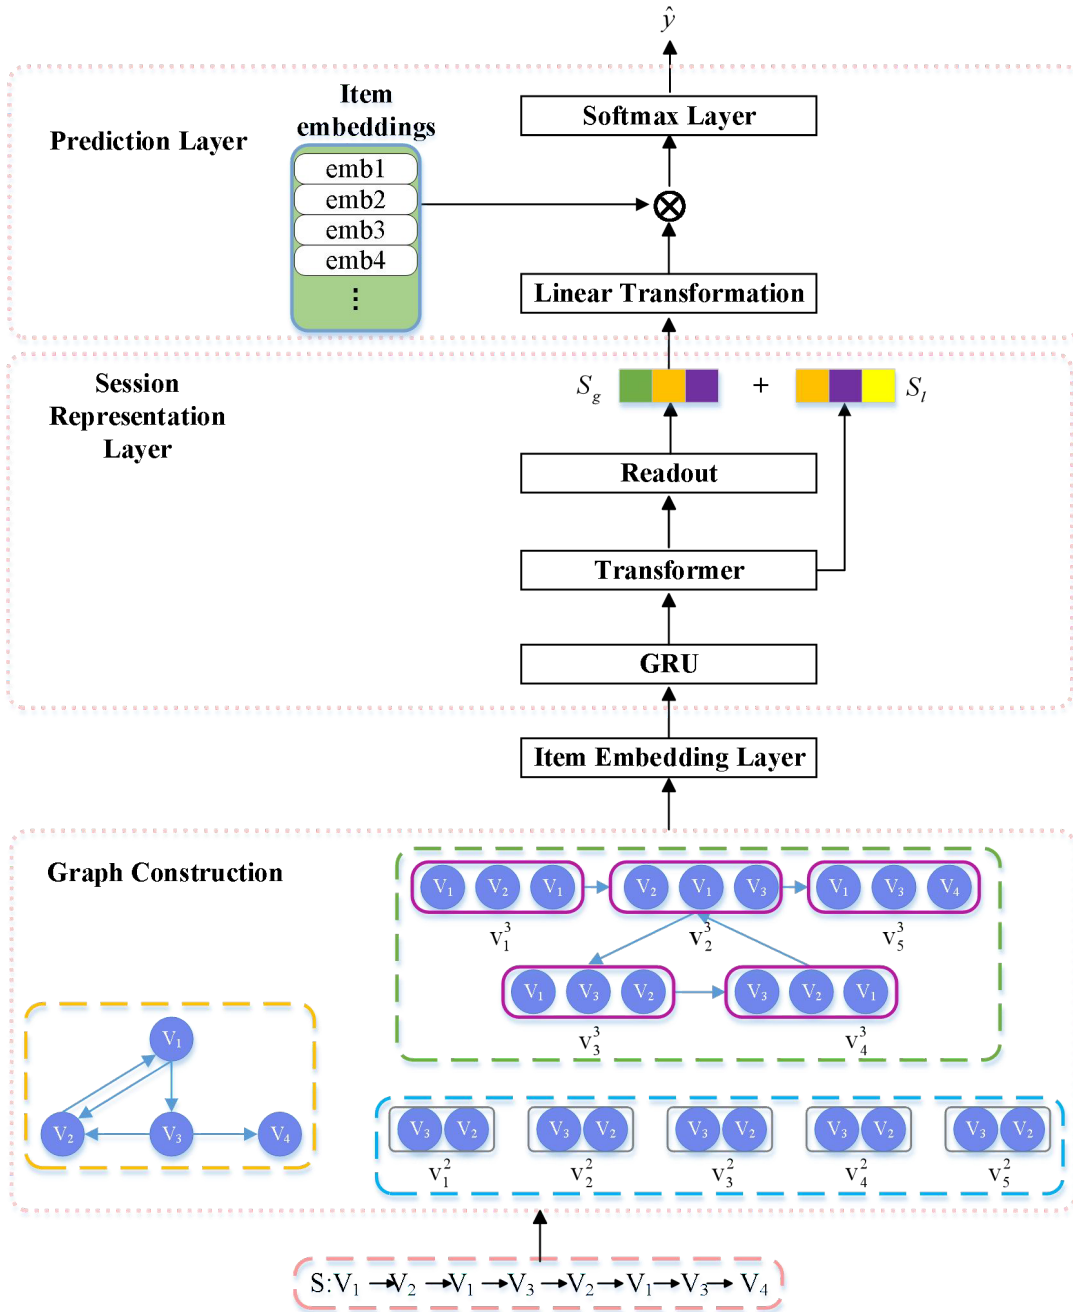 ŷ
Prediction Layer
Item
embeddings
emb1
emb2
emb3
emb4
⋮
Softmax Layer
⊗
Linear Transformation
Session
Representation
Layer
S_g + S_l
Readout
Transformer
GRU
Item Embedding Layer
Graph Construction
V₁ V₂ V₁ V₂ V₁ V₃ V₁ V₃ V₄
v₁³ v₂³ v₅³
V₁ V₃ V₂ V₃ V₂ V₁
v₃³ v₄³
V₁
V₂ V₃ V₄
V₃ V₂ V₃ V₂ V₃ V₂ V₃ V₂ V₃ V₂
v₁² v₂² v₃² v₄² v₅²
S:V₁ → V₂ → V₁ → V₃ → V₂ → V₁ → V₃ → V₄